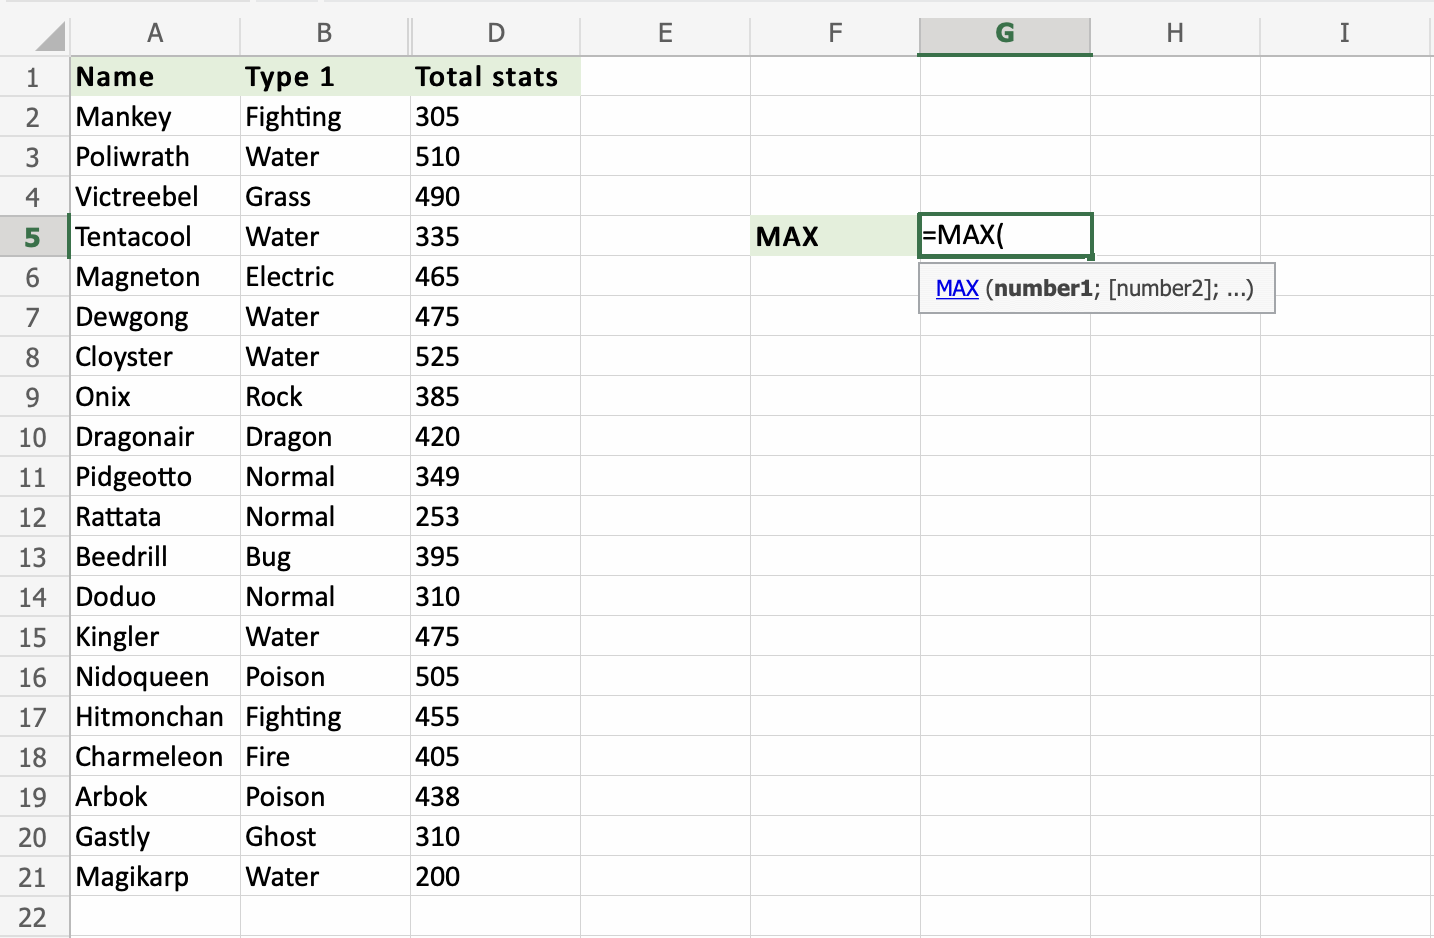 A B D E F G H I
1 Name Type 1 Total stats
2 Mankey Fighting 305
3 Poliwrath Water 510
4 Victreebel Grass 490
5 Tentacool Water 335 MAX =MAX(
6 Magneton Electric 465 MAX (number1; [number2]; ...)
7 Dewgong Water 475
8 Cloyster Water 525
9 Onix Rock 385
10 Dragonair Dragon 420
11 Pidgeotto Normal 349
12 Rattata Normal 253
13 Beedrill Bug 395
14 Doduo Normal 310
15 Kingler Water 475
16 Nidoqueen Poison 505
17 Hitmonchan Fighting 455
18 Charmeleon Fire 405
19 Arbok Poison 438
20 Gastly Ghost 310
21 Magikarp Water 200
22